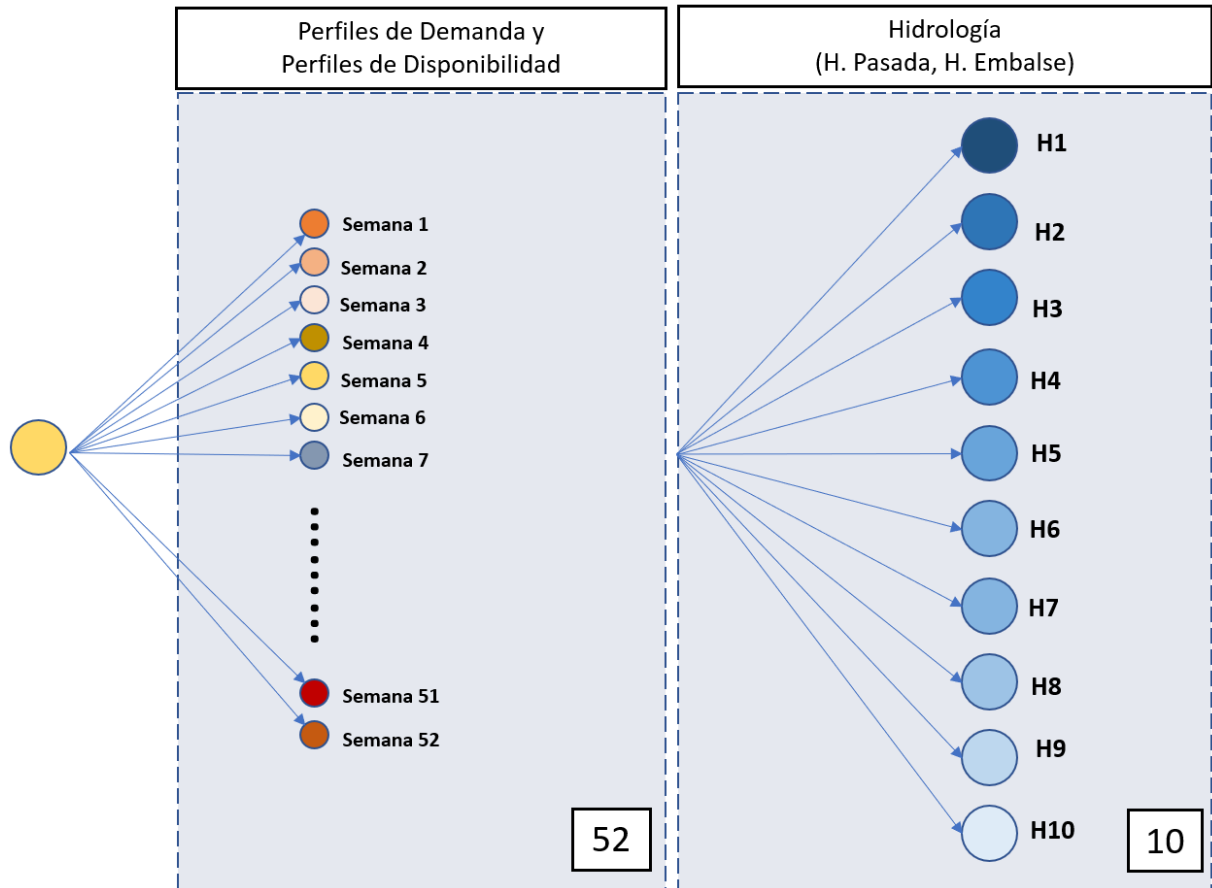 Perfiles de Demanda y
Perfiles de Disponibilidad
Semana 1
Semana 2
Semana 3
Semana 4
Semana 5
Semana 6
Semana 7
Semana 51
Semana 52
52
Hidrología
(H. Pasada, H. Embalse)
H1
H2
H3
H4
H5
H6
H7
H8
H9
H10
10